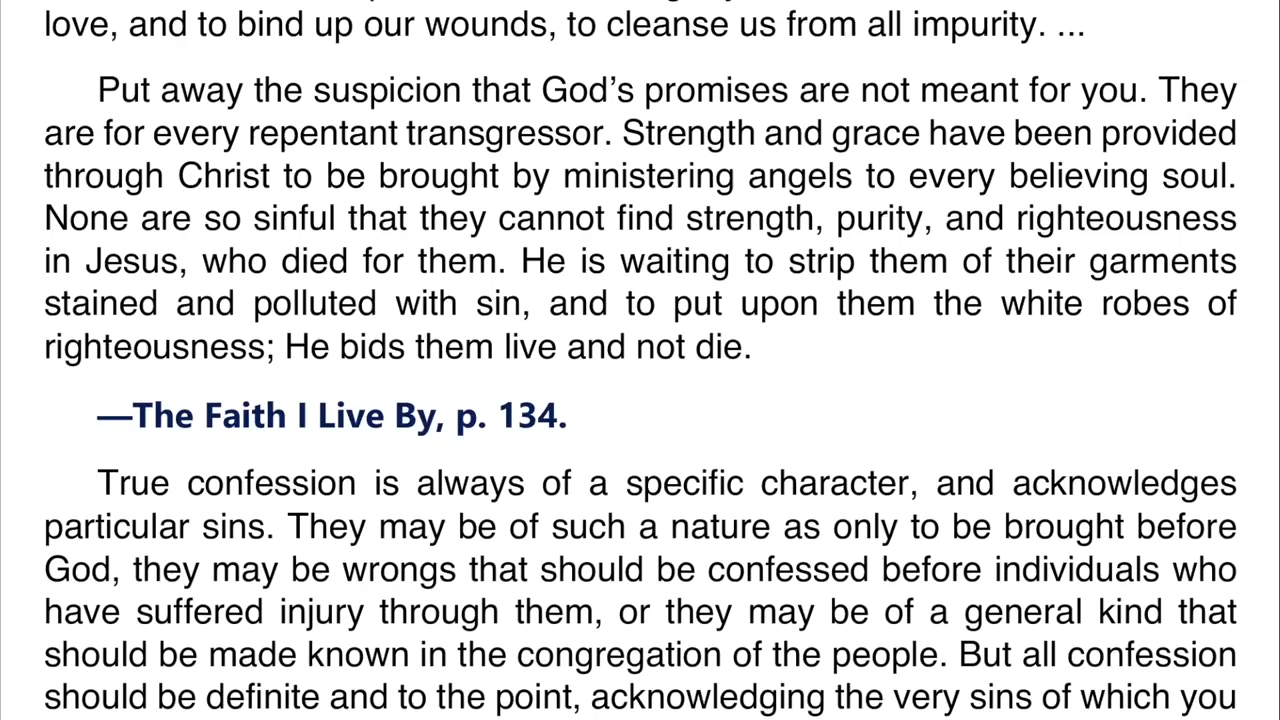 love, and to bind up our wounds, to cleanse us from all impurity. ...
Put away the suspicion that God's promises are not meant for you. They
are for every repentant transgressor. Strength and grace have been provided
through Christ to be brought by ministering angels to every believing soul.
None are so sinful that they cannot find strength, purity, and righteousness
in Jesus, who died for them. He is waiting to strip them of their garments
stained and polluted with sin, and to put upon them the white robes of
righteousness; He bids them live and not die.
—The Faith I Live By, p. 134.
True confession is always of a specific character, and acknowledges
particular sins. They may be of such a nature as only to be brought before
God, they may be wrongs that should be confessed before individuals who
have suffered injury through them, or they may be of a general kind that
should be made known in the congregation of the people. But all confession
should be definite and to the point, acknowledging the very sins of which you